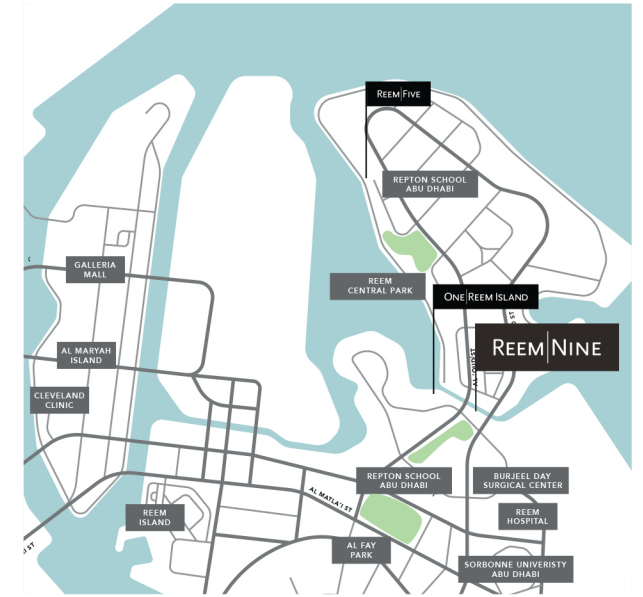 REEM|FIVE
REPTON SCHOOL
ABU DHABI
GALLERIA
MALL
REEM
CENTRAL PARK
ONE|REEM ISLAND
REEM|NINE
AL MARYAH
ISLAND
CLEVELAND
CLINIC
REPTON SCHOOL
ABU DHABI
BURJEEL DAY
SURGICAL CENTER
AL MATLA'I ST
REEM
ISLAND
REEM
HOSPITAL
AL FAY
PARK
SORBONNE UNIVERISTY
ABU DHABI
ST